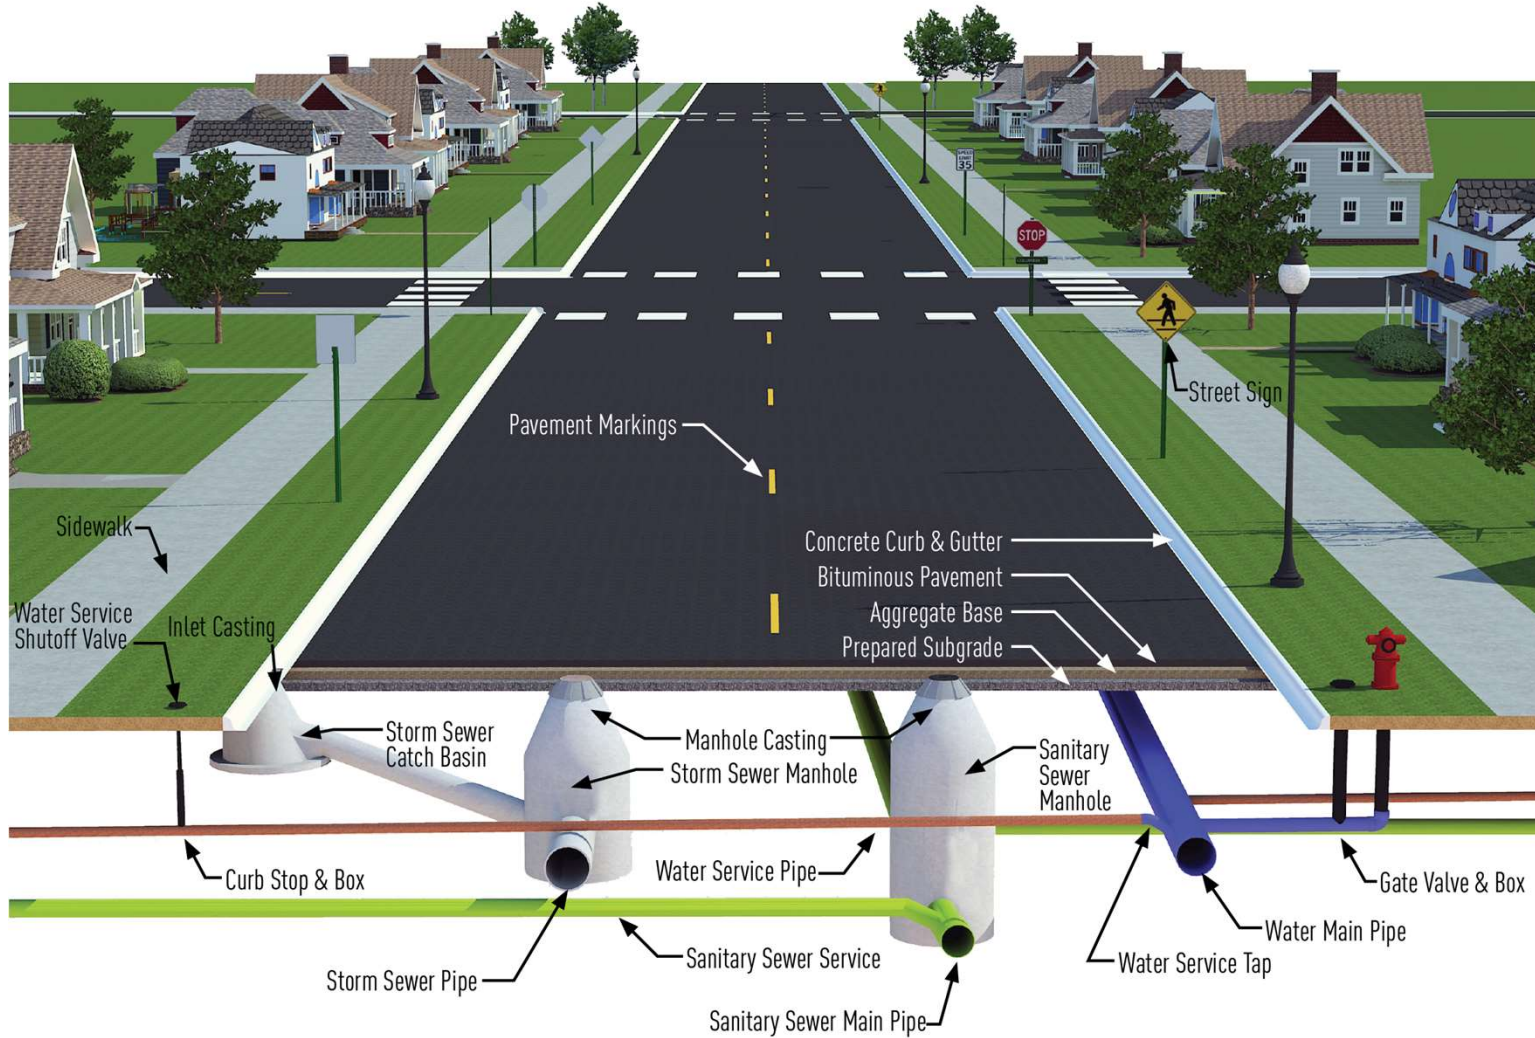 SPEED
LIMIT
35
STOP
Street Sign
Pavement Markings
Sidewalk
Concrete Curb & Gutter
Bituminous Pavement
Aggregate Base
Prepared Subgrade
Water Service
Shutoff Valve
Inlet Casting
Storm Sewer
Catch Basin
Manhole Casting
Storm Sewer Manhole
Sanitary
Sewer
Manhole
Curb Stop & Box
Water Service Pipe
Gate Valve & Box
Water Main Pipe
Water Service Tap
Sanitary Sewer Service
Storm Sewer Pipe
Sanitary Sewer Main Pipe